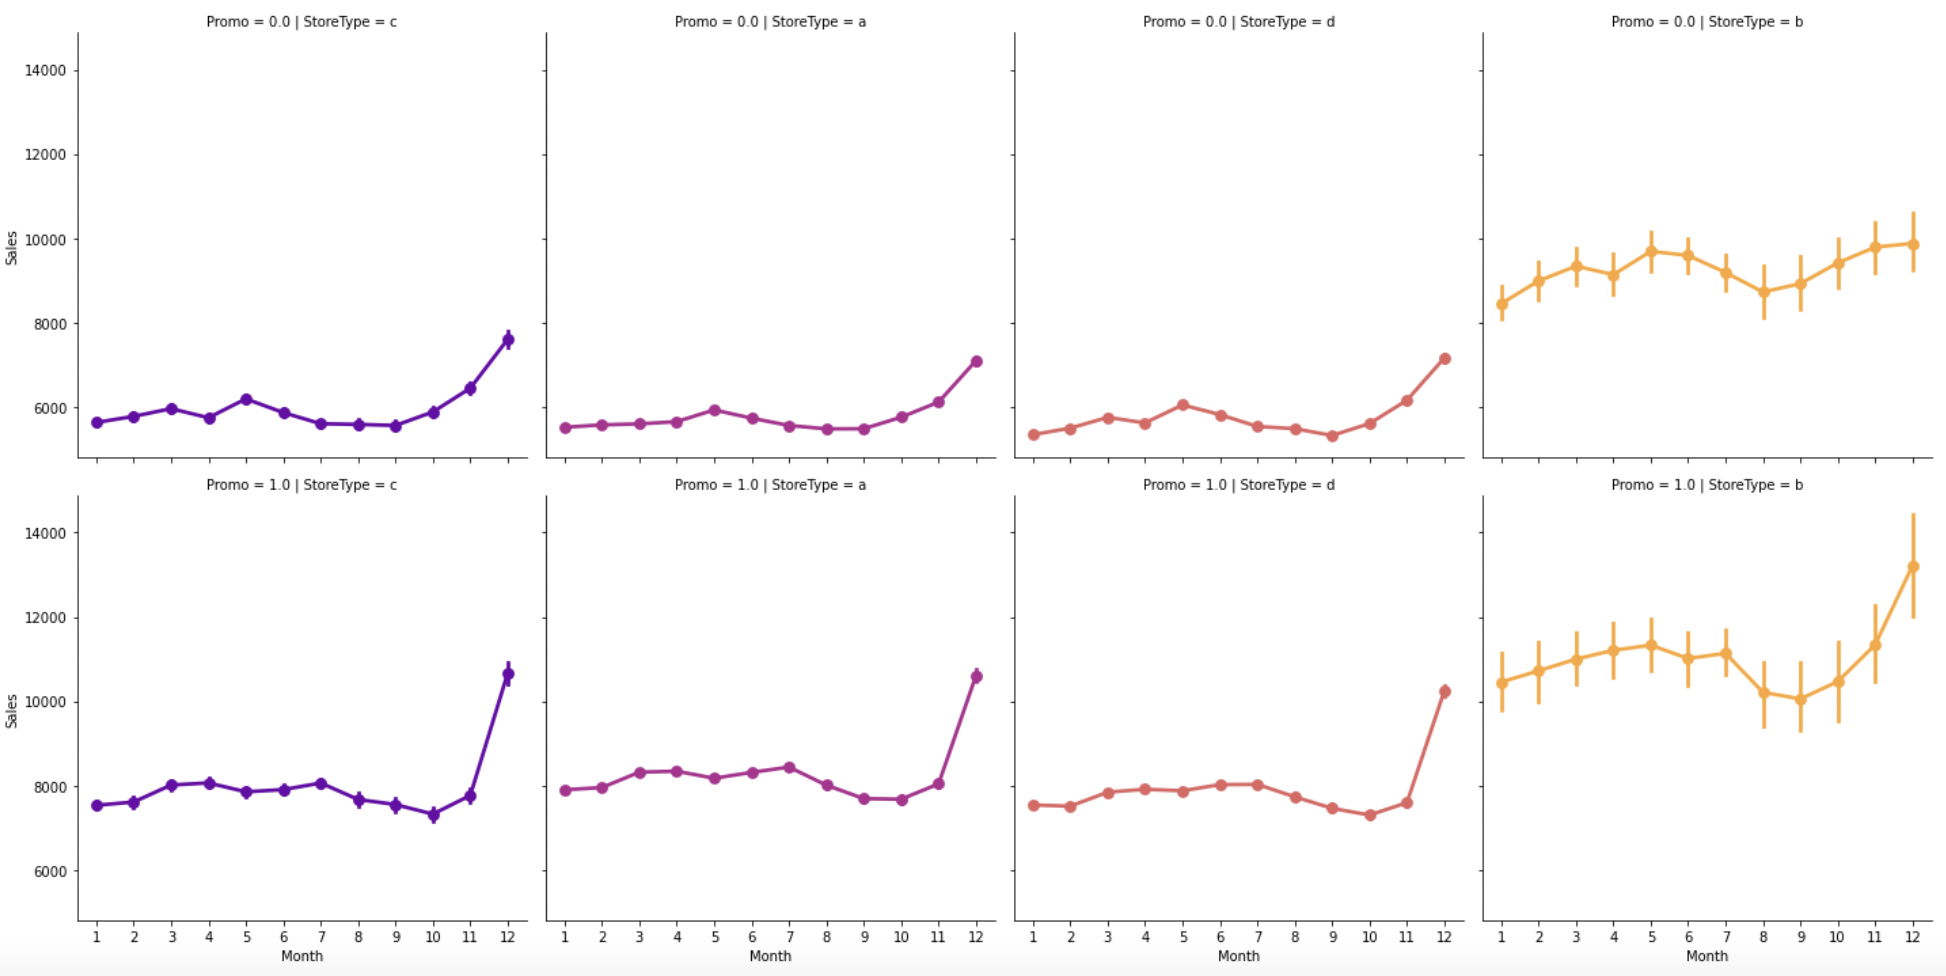 Promo = 0.0 | StoreType = c
Promo = 0.0 | StoreType = a
Promo = 0.0 | StoreType = d
Promo = 0.0 | StoreType = b
14000
12000
10000
8000
6000
Sales
Promo = 1.0 | StoreType = c
Promo = 1.0 | StoreType = a
Promo = 1.0 | StoreType = d
Promo = 1.0 | StoreType = b
14000
12000
10000
8000
6000
Sales
1 2 3 4 5 6 7 8 9 10 11 12
Month
1 2 3 4 5 6 7 8 9 10 11 12
Month
1 2 3 4 5 6 7 8 9 10 11 12
Month
1 2 3 4 5 6 7 8 9 10 11 12
Month